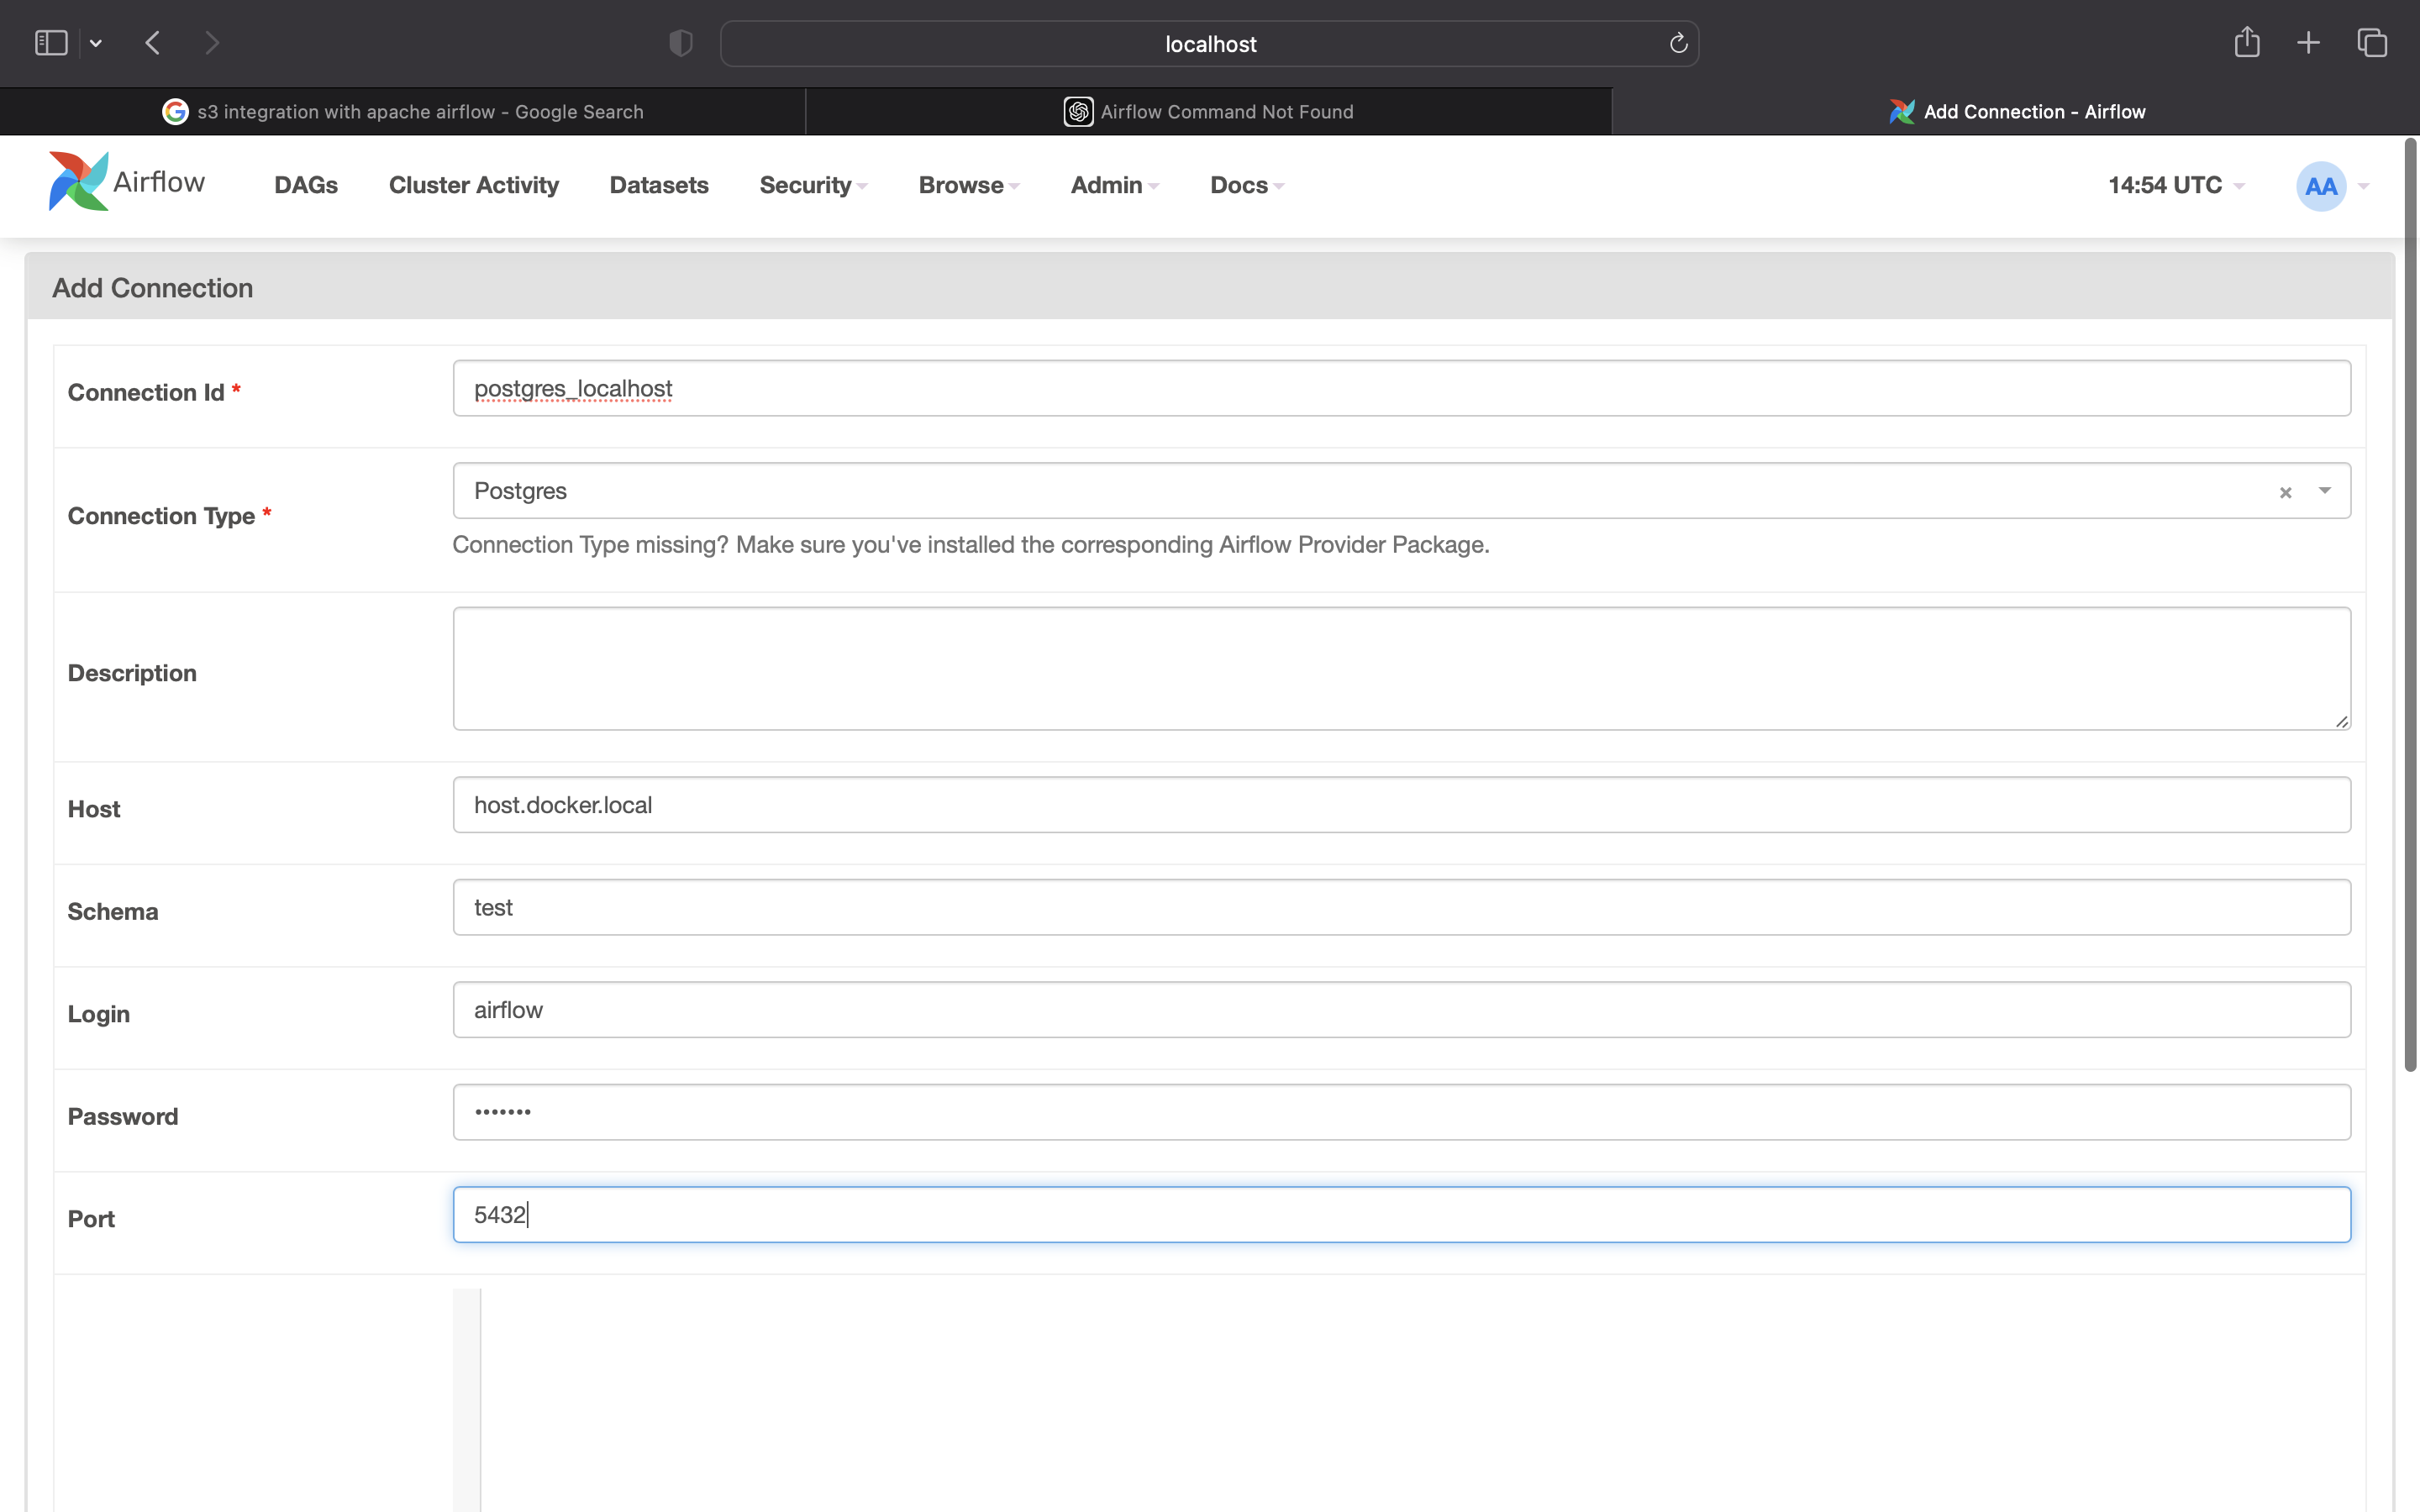 localhost
s3 integration with apache airflow - Google Search
Airflow Command Not Found
Add Connection - Airflow
Airflow DAGs Cluster Activity Datasets Security Browse Admin Docs 14:54 UTC AA
Add Connection
Connection Id * postgres_localhost
Connection Type * Postgres
Connection Type missing? Make sure you've installed the corresponding Airflow Provider Package.
Description
Host host.docker.local
Schema test
Login airflow
Password •••••••
Port 5432